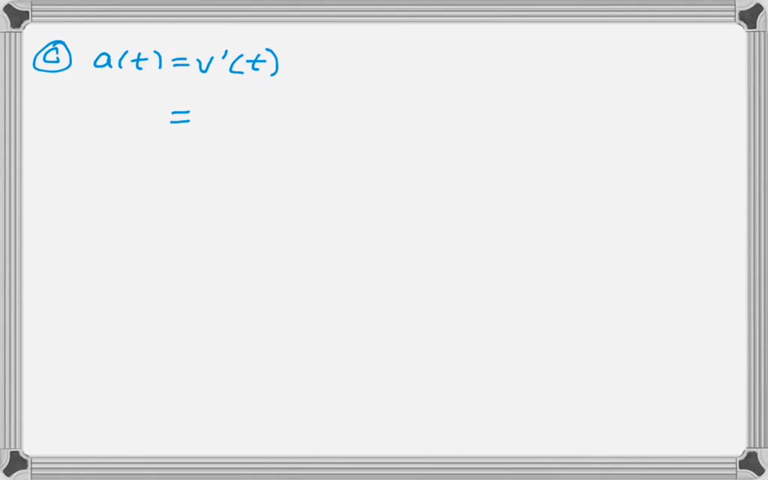 ⓒ a(t) = v'(t)
=